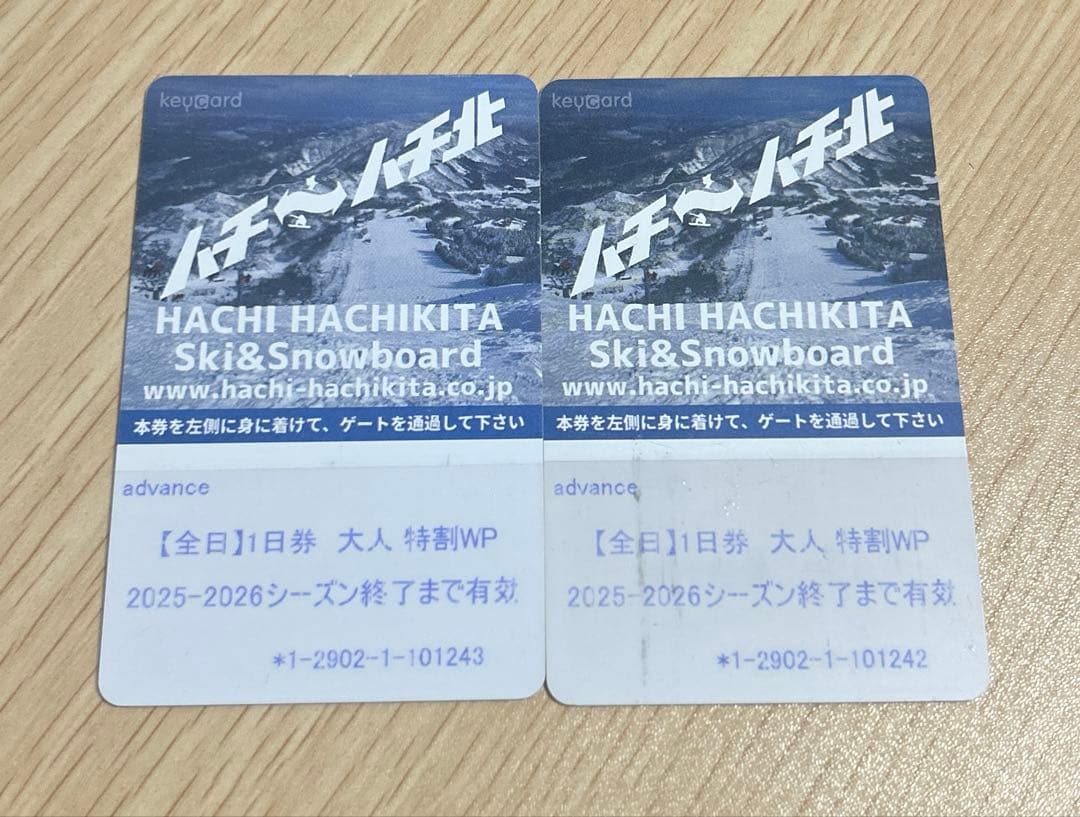 keycard
ハチ〜ハチ北
HACHI HACHIKITA
Ski&Snowboard
www.hachi-hachikita.co.jp
本券を左側に身に着けて、ゲートを通過して下さい
advance
【全日】1日券 大人 特割WP
2025-2026シーズン終了まで有効
*1-2902-1-101243
keycard
ハチ〜ハチ北
HACHI HACHIKITA
Ski&Snowboard
www.hachi-hachikita.co.jp
本券を左側に身に着けて、ゲートを通過して下さい
advance
【全日】1日券 大人 特割WP
2025-2026シーズン終了まで有効
*1-2902-1-101242